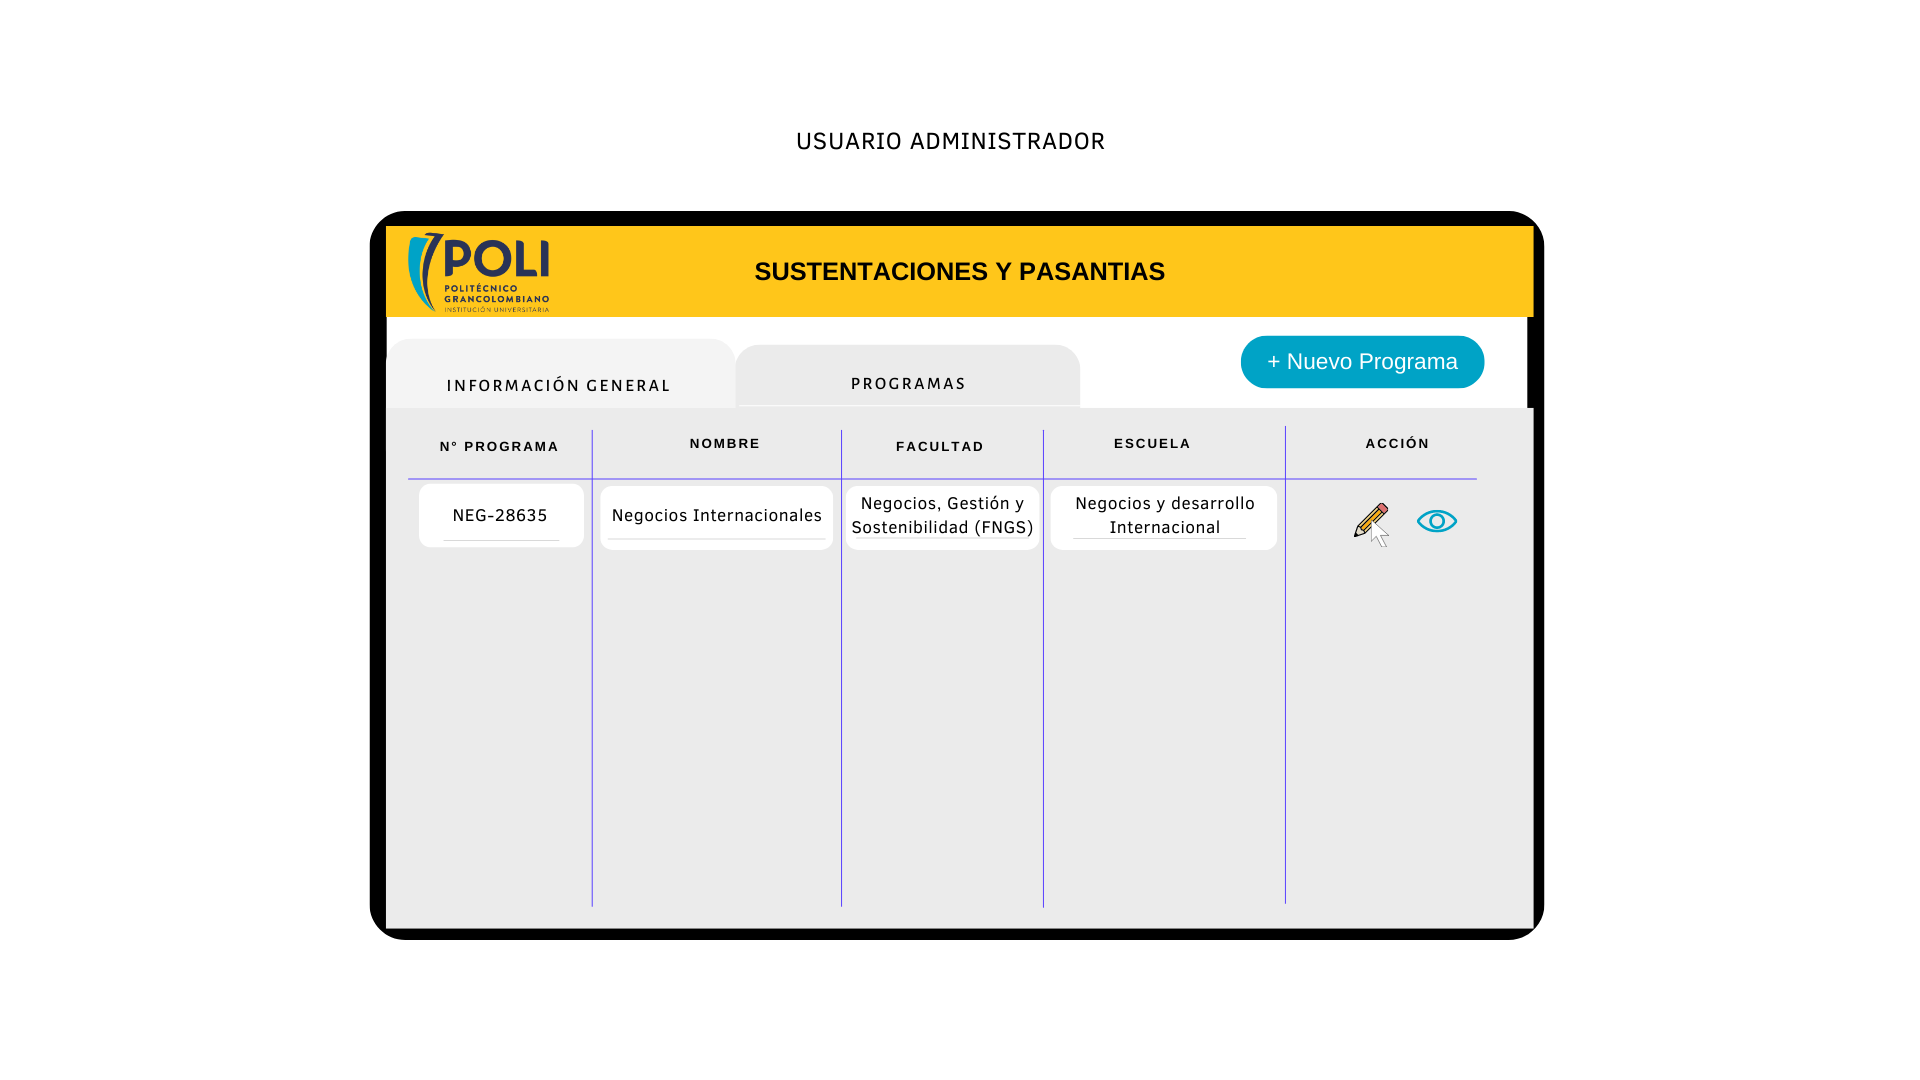 USUARIO ADMINISTRADOR
POLI
POLITÉCNICO
GRANCOLOMBIANO
INSTITUCIÓN UNIVERSITARIA
SUSTENTACIONES Y PASANTIAS
INFORMACIÓN GENERAL
PROGRAMAS
+ Nuevo Programa
N° PROGRAMA
NOMBRE
FACULTAD
ESCUELA
ACCIÓN
NEG-28635
Negocios Internacionales
Negocios, Gestión y
Sostenibilidad (FNGS)
Negocios y desarrollo
Internacional